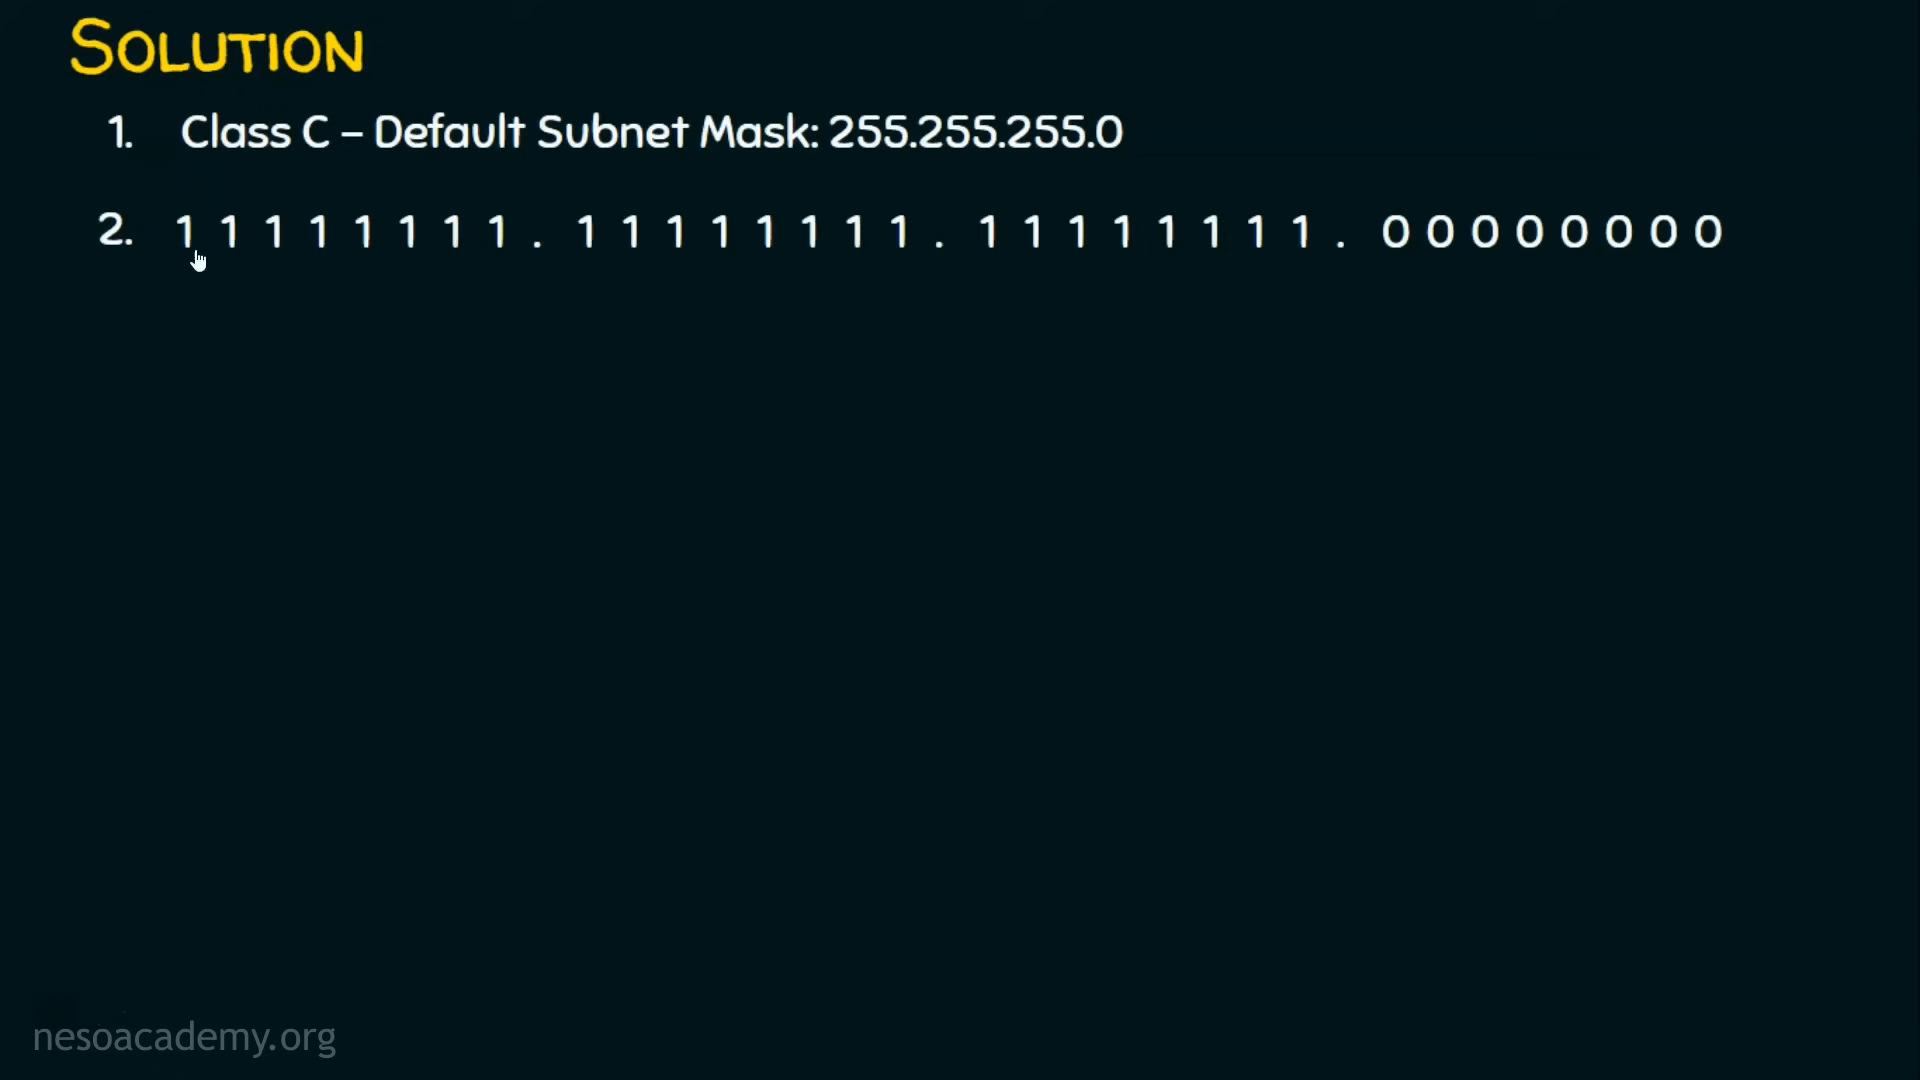 SOLUTION
1. Class C – Default Subnet Mask: 255.255.255.0
2. 1 1 1 1 1 1 1 1 . 1 1 1 1 1 1 1 1 . 1 1 1 1 1 1 1 1 . 0 0 0 0 0 0 0 0
nesoacademy.org